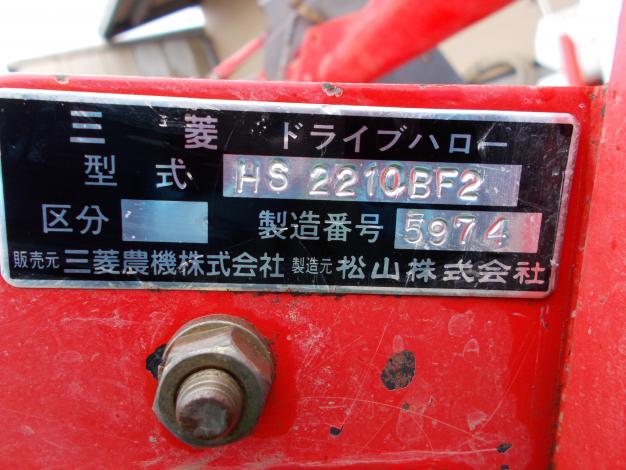 三菱 ドライブハロー
型式 HS 2210BF2
区分 製造番号 5974
販売元 三菱農機株式会社 製造元 松山株式会社